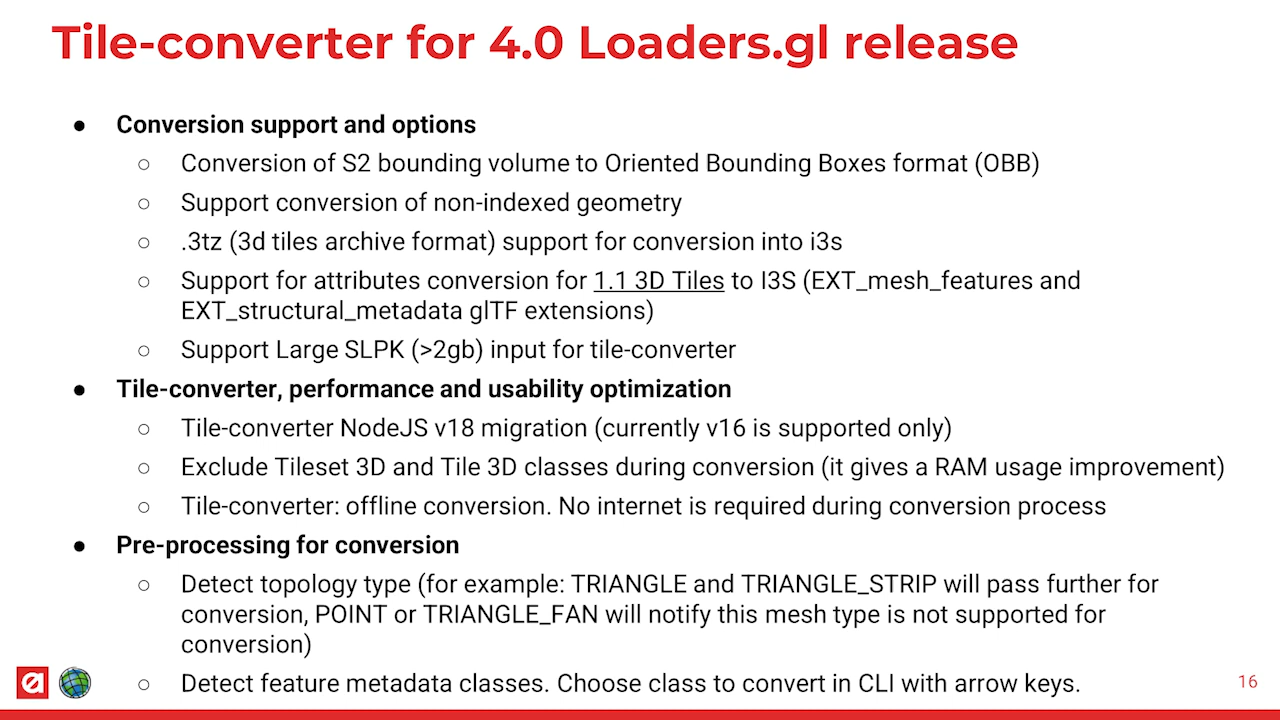 Tile-converter for 4.0 Loaders.gl release
● Conversion support and options
○ Conversion of S2 bounding volume to Oriented Bounding Boxes format (OBB)
○ Support conversion of non-indexed geometry
○ .3tz (3d tiles archive format) support for conversion into i3s
○ Support for attributes conversion for 1.1 3D Tiles to I3S (EXT_mesh_features and
EXT_structural_metadata glTF extensions)
○ Support Large SLPK (>2gb) input for tile-converter
● Tile-converter, performance and usability optimization
○ Tile-converter NodeJS v18 migration (currently v16 is supported only)
○ Exclude Tileset 3D and Tile 3D classes during conversion (it gives a RAM usage improvement)
○ Tile-converter: offline conversion. No internet is required during conversion process
● Pre-processing for conversion
○ Detect topology type (for example: TRIANGLE and TRIANGLE_STRIP will pass further for
conversion, POINT or TRIANGLE_FAN will notify this mesh type is not supported for
conversion)
○ Detect feature metadata classes. Choose class to convert in CLI with arrow keys.
16